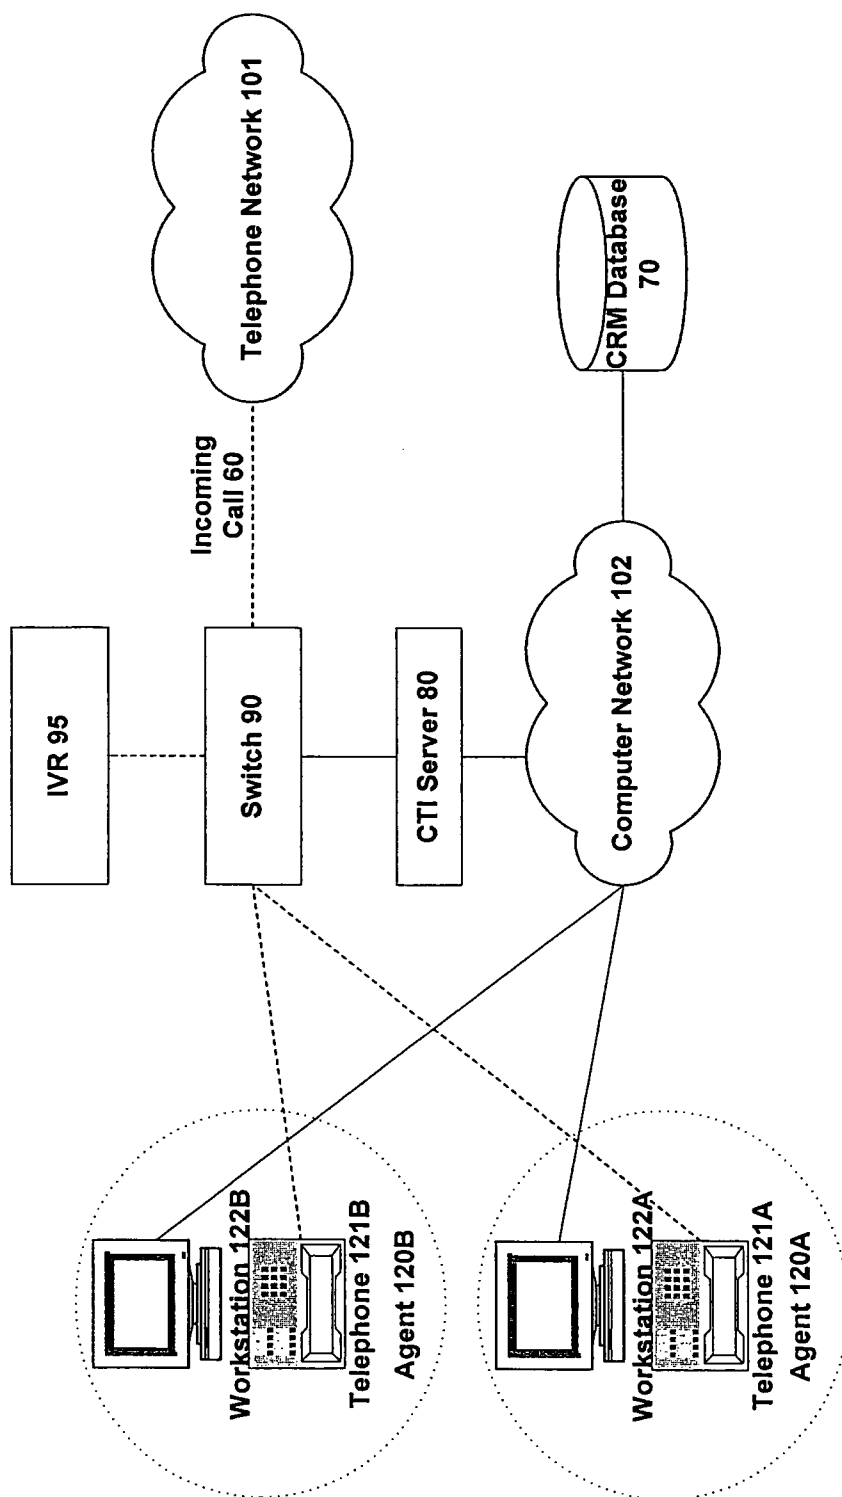 IVR 95
Incoming
Call 60
Telephone Network 101
Switch 90
CTI Server 80
Computer Network 102
CRM Database
70
Workstation 122B
Telephone 121B
Agent 120B
Workstation 122A
Telephone 121A
Agent 120A